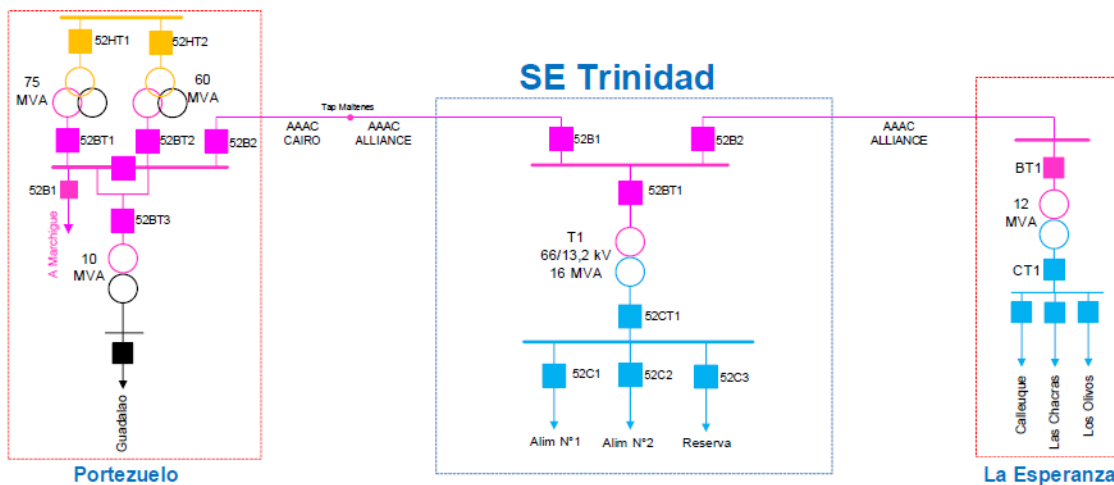 SE Trinidad
52HT1
52HT2
75
MVA
60
MVA
52BT1
52BT2
52B2
52B1
A Marchigue
52BT3
10
MVA
Guadalao
Portezuelo
Tap Maltenes
AAAC
CAIRO
AAAC
ALLIANCE
52B1
52B2
52BT1
T1
66/13,2 kV
16 MVA
52CT1
52C1
52C2
52C3
Alim N°1
Alim N°2
Reserva
AAAC
ALLIANCE
BT1
12
MVA
CT1
Calleuque
Las Chacras
Los Olivos
La Esperanza